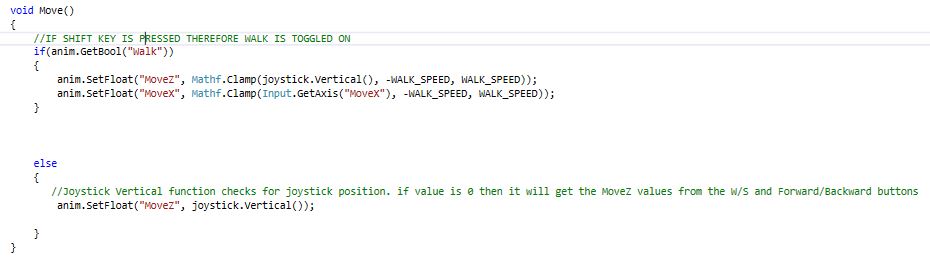 void Move()
{
//IF SHIFT KEY IS PRESSED THEREFORE WALK IS TOGGLED ON
if(anim.GetBool("Walk"))
{
anim.SetFloat("MoveZ", Mathf.Clamp(joystick.Vertical(), -WALK_SPEED, WALK_SPEED));
anim.SetFloat("MoveX", Mathf.Clamp(Input.GetAxis("MoveX"), -WALK_SPEED, WALK_SPEED));
}
else
{
//Joystick Vertical function checks for joystick position. if value is 0 then it will get the MoveZ values from the W/S and Forward/Backward buttons
anim.SetFloat("MoveZ", joystick.Vertical());
}
}